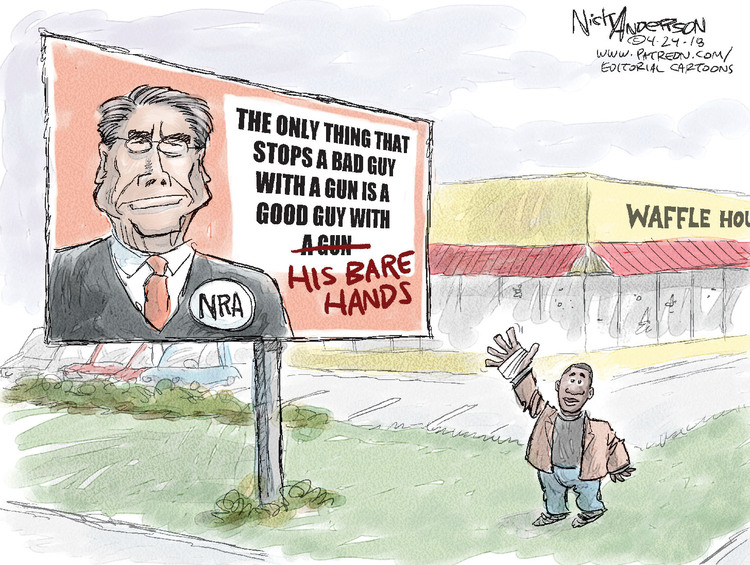 Nick Anderson
©4·24·18
www.patreon.com/
editorial cartoons
THE ONLY THING THAT
STOPS A BAD GUY
WITH A GUN IS A
GOOD GUY WITH
A GUN
HIS BARE
HANDS
NRA
WAFFLE HOU